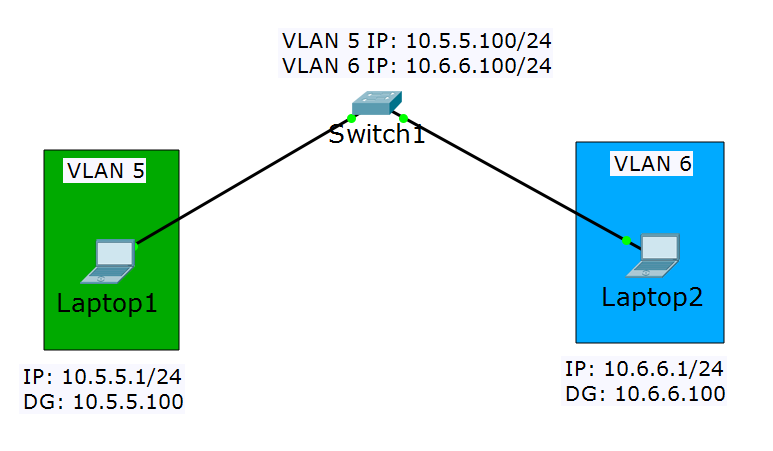 VLAN 5 IP: 10.5.5.100/24
VLAN 6 IP: 10.6.6.100/24
Switch1
VLAN 5
Laptop1
IP: 10.5.5.1/24
DG: 10.5.5.100
VLAN 6
Laptop2
IP: 10.6.6.1/24
DG: 10.6.6.100